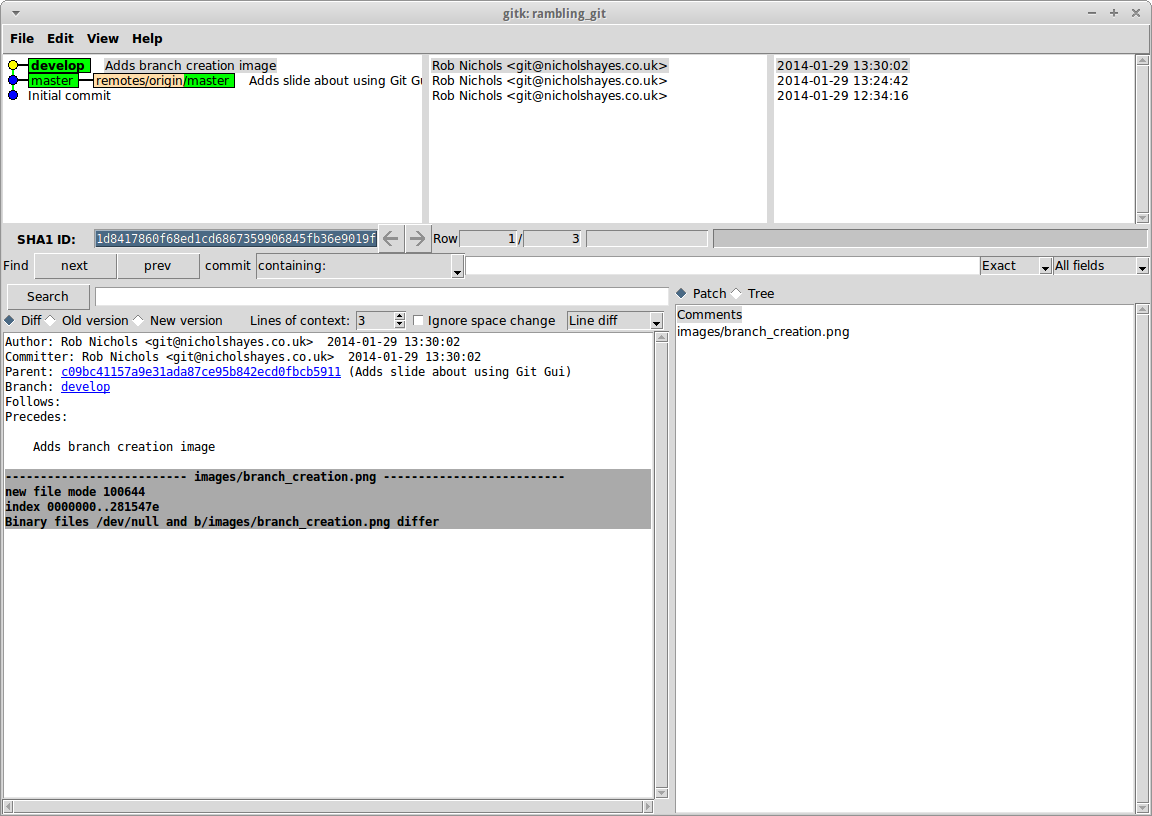 gitk: rambling_git
File Edit View Help
develop Adds branch creation image Rob Nichols <git@nicholshayes.co.uk> 2014-01-29 13:30:02
master remotes/origin/master Adds slide about using Git Gu Rob Nichols <git@nicholshayes.co.uk> 2014-01-29 13:24:42
Initial commit Rob Nichols <git@nicholshayes.co.uk> 2014-01-29 12:34:16
SHA1 ID: 1d8417860f68ed1cd6867359906845fb36e9019f Row 1 / 3
Find next prev commit containing: Exact All fields
Search
Diff Old version New version Lines of context: 3 Ignore space change Line diff
Author: Rob Nichols <git@nicholshayes.co.uk>  2014-01-29 13:30:02
Committer: Rob Nichols <git@nicholshayes.co.uk>  2014-01-29 13:30:02
Parent: c09bc41157a9e31ada87ce95b842ecd0fbcb5911 (Adds slide about using Git Gui)
Branch: develop
Follows:
Precedes:
Adds branch creation image
-------------------------- images/branch_creation.png --------------------------
new file mode 100644
index 0000000..281547e
Binary files /dev/null and b/images/branch_creation.png differ
Patch Tree
Comments
images/branch_creation.png